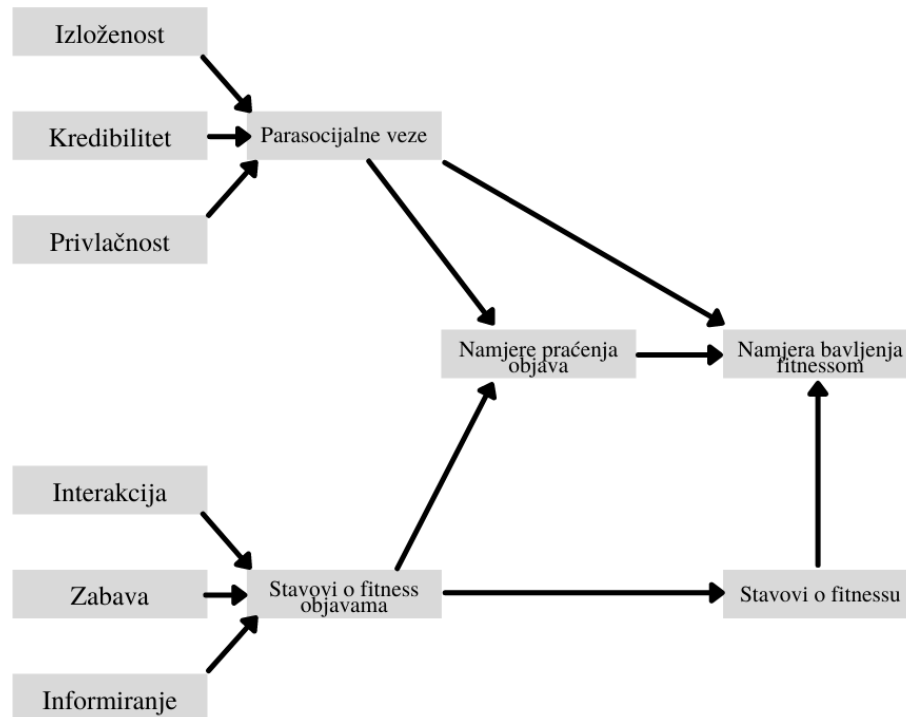 Izloženost
Kredibilitet
Parasocijalne veze
Privlačnost
Namjere praćenja
objava
Namjera bavljenja
fitnessom
Interakcija
Zabava
Stavovi o fitness
objavama
Stavovi o fitnessu
Informiranje